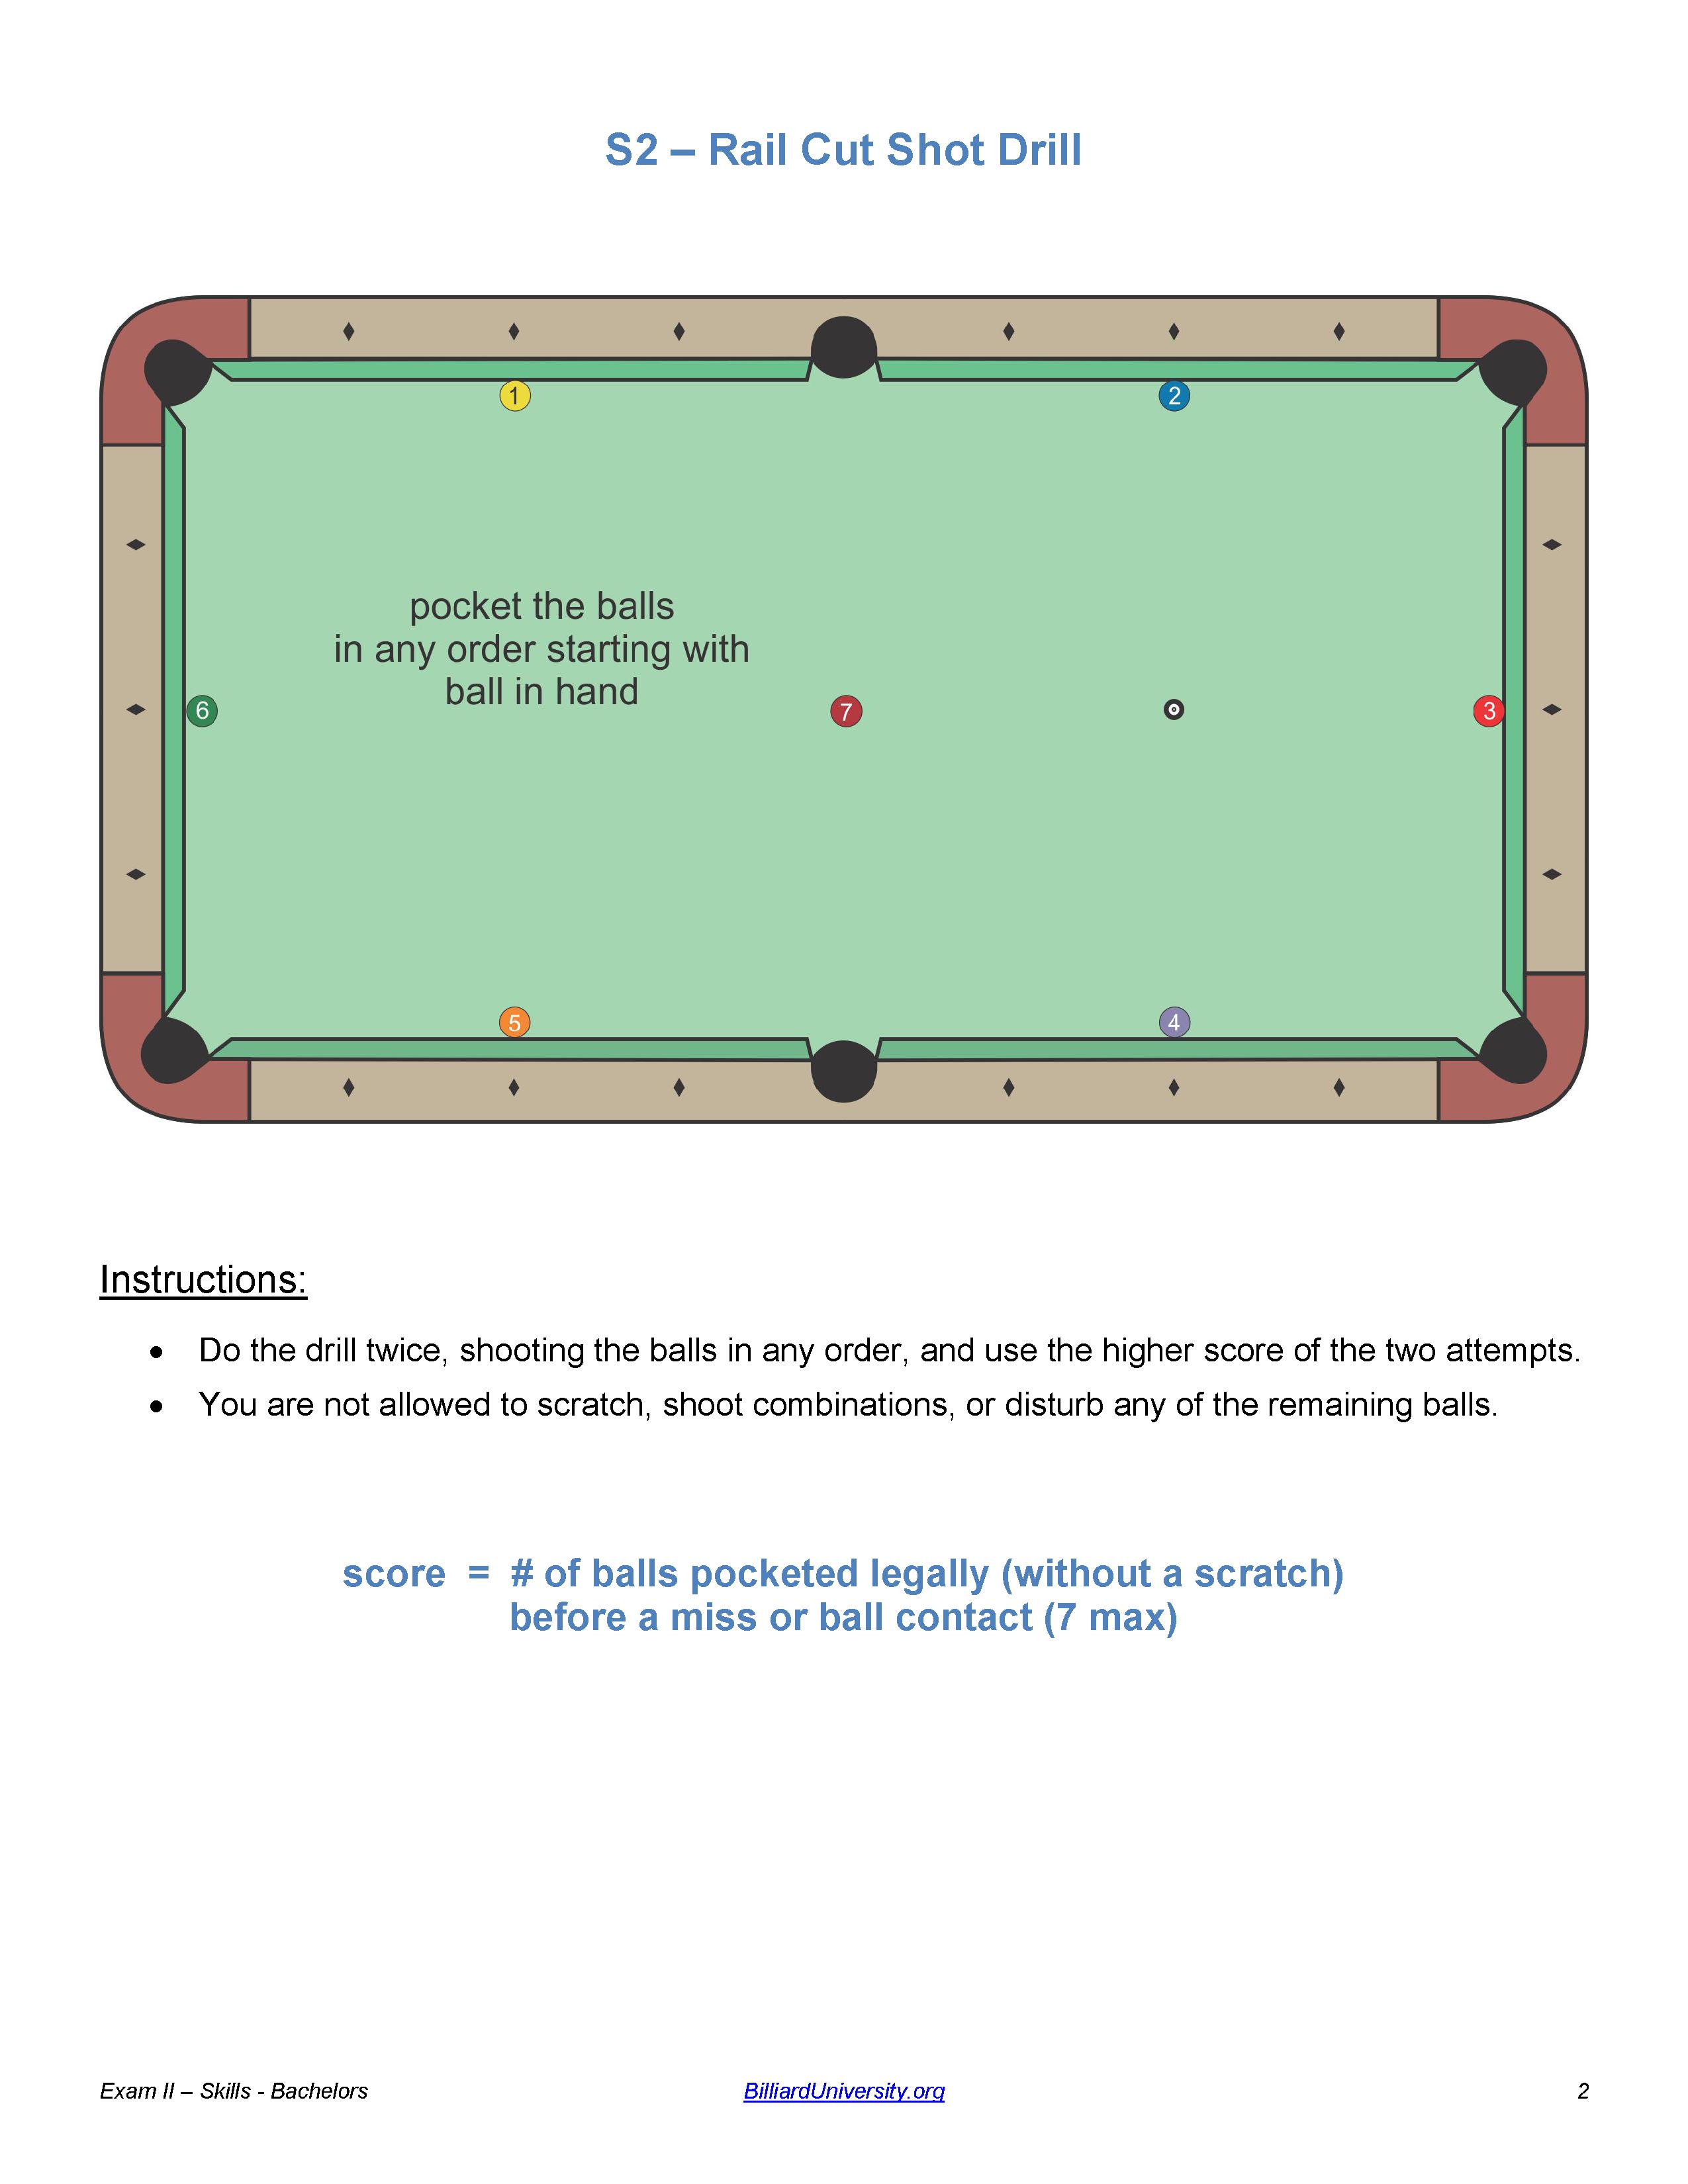 S2 – Rail Cut Shot Drill
1
2
pocket the balls
in any order starting with
ball in hand
6
7
3
5
4
Instructions:
• Do the drill twice, shooting the balls in any order, and use the higher score of the two attempts.
• You are not allowed to scratch, shoot combinations, or disturb any of the remaining balls.
score = # of balls pocketed legally (without a scratch)
before a miss or ball contact (7 max)
Exam II – Skills - Bachelors BilliardUniversity.org 2